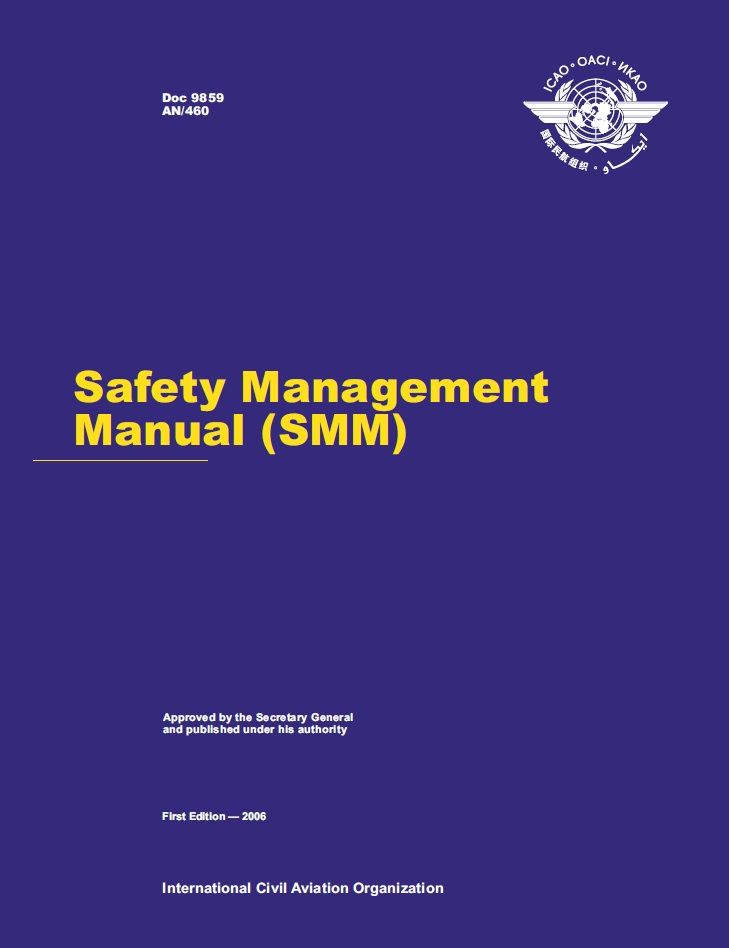 Doc 9859
AN/460
ICAO ◦ OACI ◦ ИКАО
国际民航组织 ◦ ايكاو
Safety Management
Manual (SMM)
Approved by the Secretary General
and published under his authority
First Edition — 2006
International Civil Aviation Organization